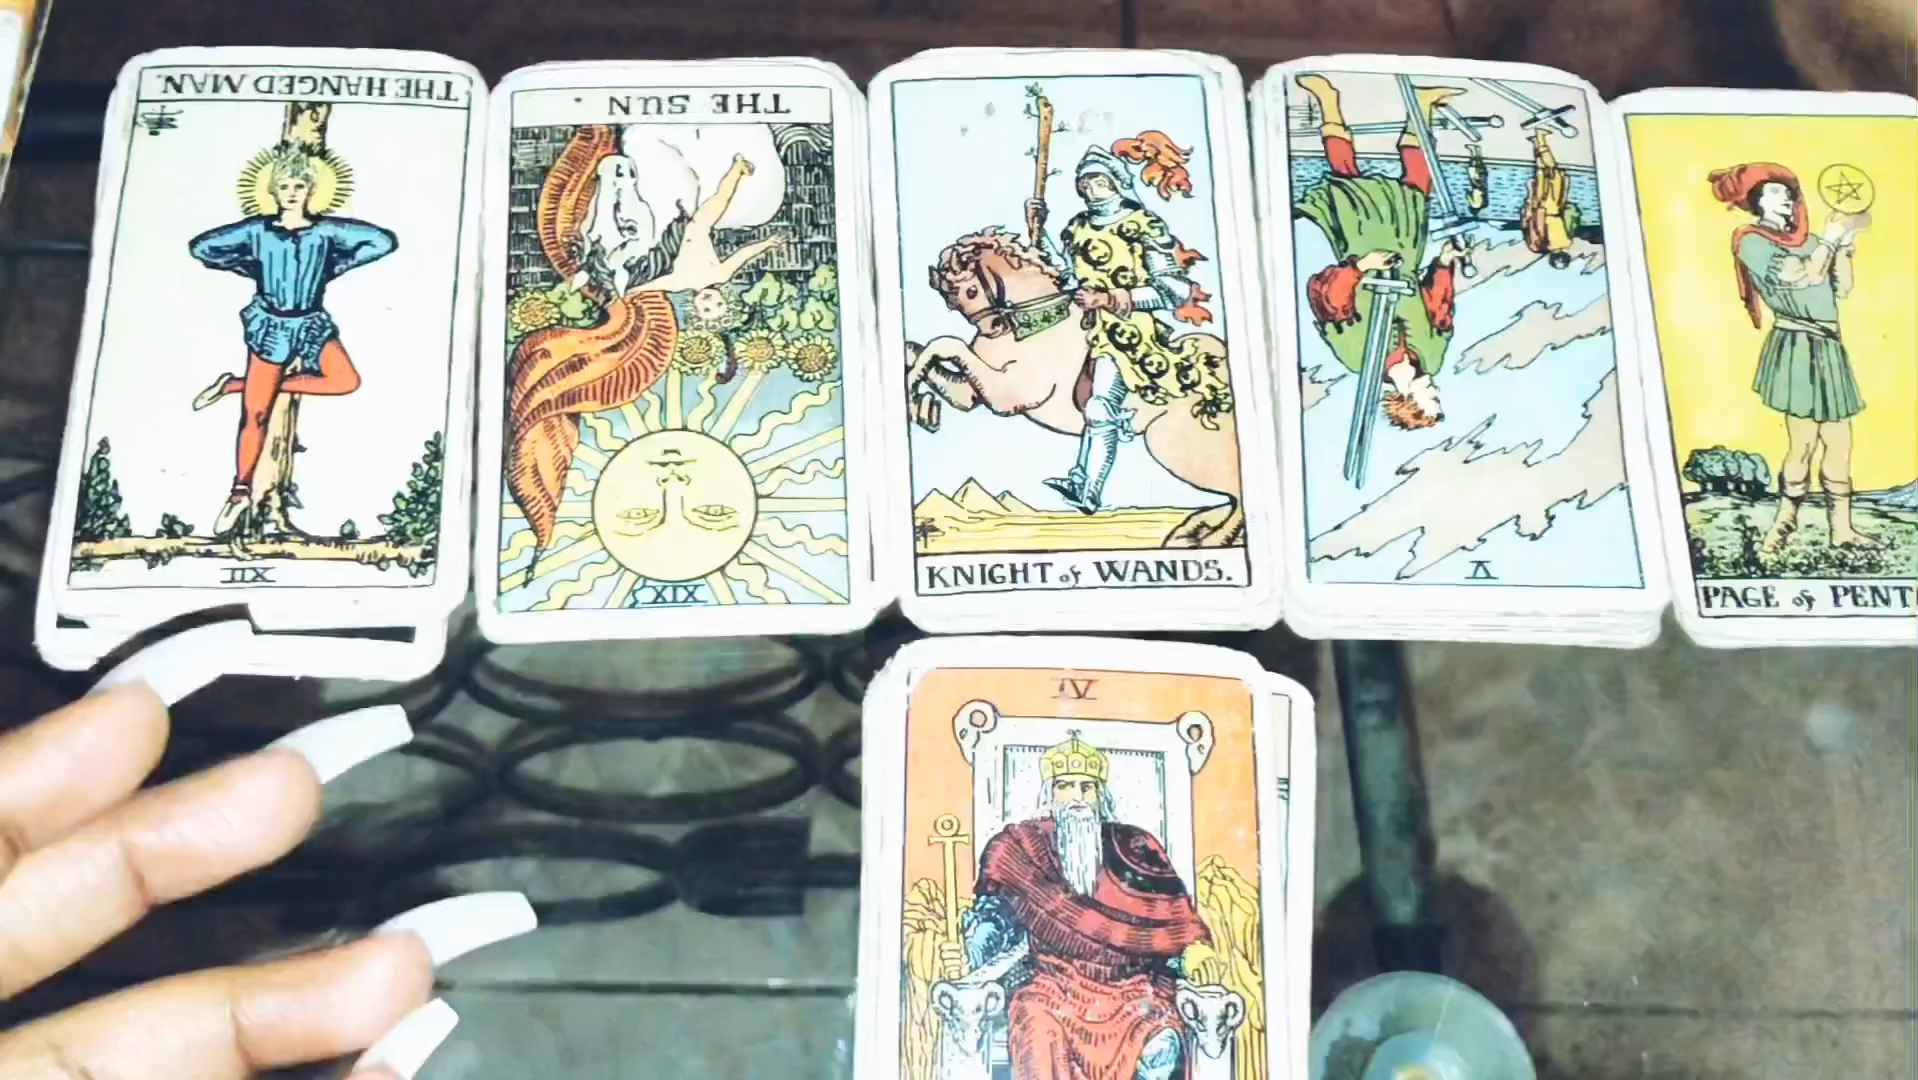 THE HANGED MAN.
XII
THE SUN .
XIX
KNIGHT of WANDS.
V
PAGE of PENT
IV